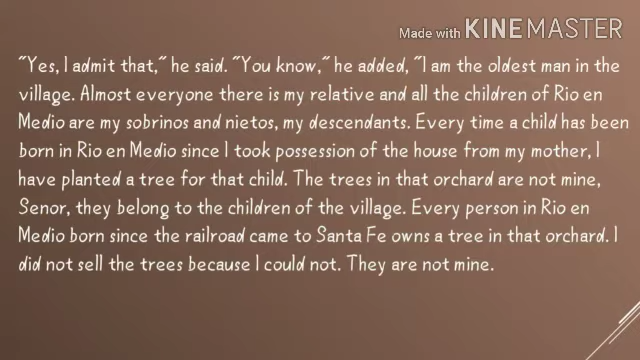 Made with KINEMASTER
"Yes, I admit that," he said. "You know," he added, "I am the oldest man in the
village. Almost everyone there is my relative and all the children of Rio en
Medio are my sobrinos and nietos, my descendants. Every time a child has been
born in Rio en Medio since I took possession of the house from my mother, I
have planted a tree for that child. The trees in that orchard are not mine,
Senor, they belong to the children of the village. Every person in Rio en
Medio born since the railroad came to Santa Fe owns a tree in that orchard. I
did not sell the trees because I could not. They are not mine.